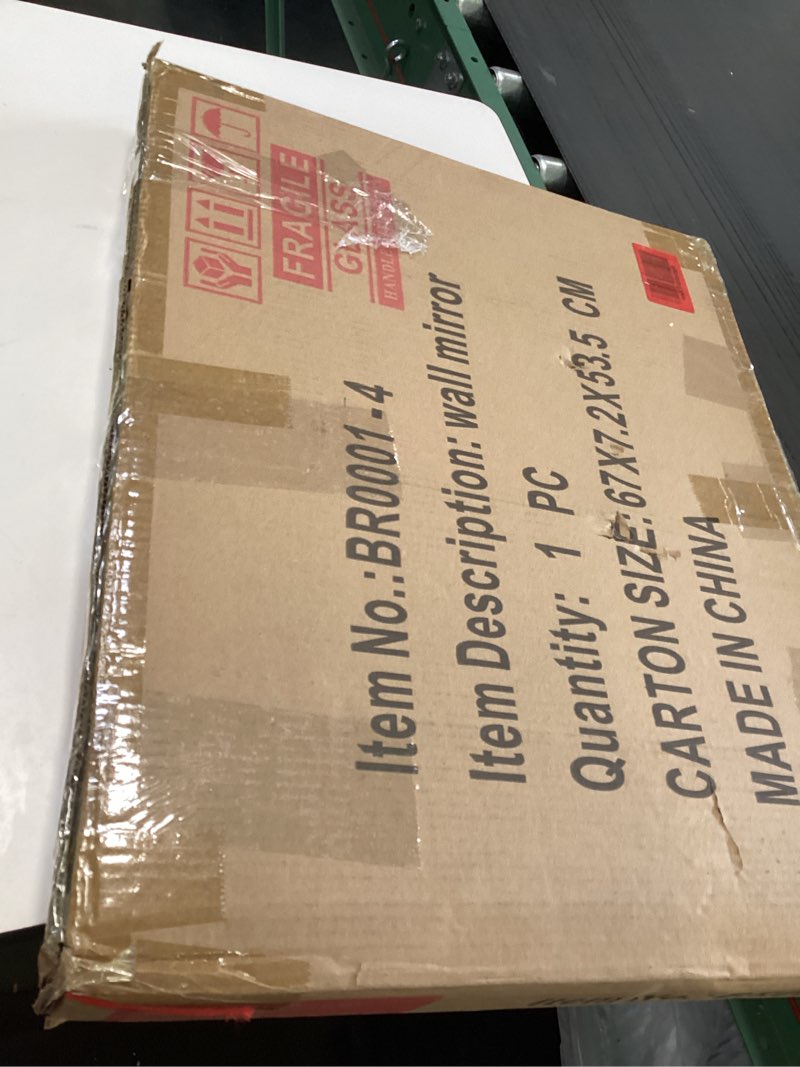 FRAGILE
GLASS
HANDLE
Item No.:BR0001-4
Item Description: wall mirror
Quantity: 1 PC
CARTON SIZE: 67X7.2X53.5 CM
MADE IN CHINA